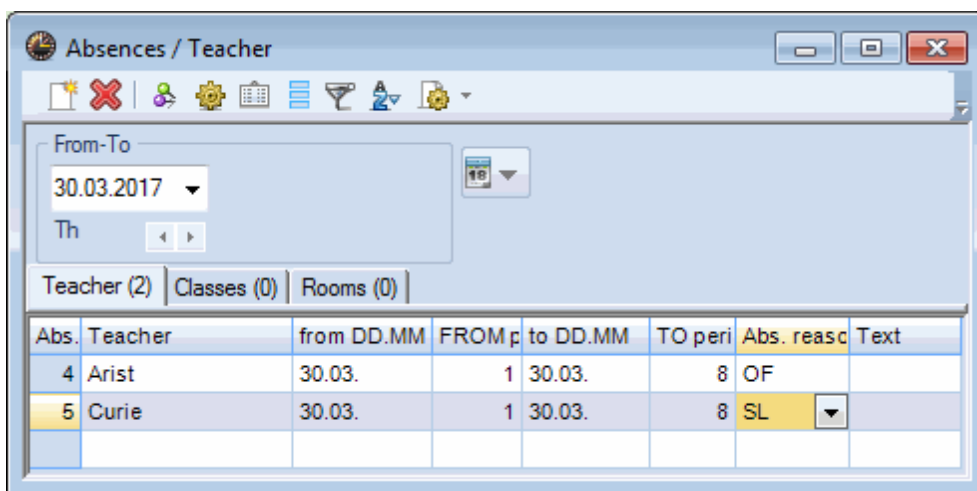 Absences / Teacher
From-To
18
30.03.2017
Th
Teacher (2) Classes (0) Rooms (0)
Abs. Teacher from DD.MM FROM p to DD.MM TO peri Abs. reasc Text
4 Arist 30.03. 1 30.03. 8 OF
5 Curie 30.03. 1 30.03. 8 SL